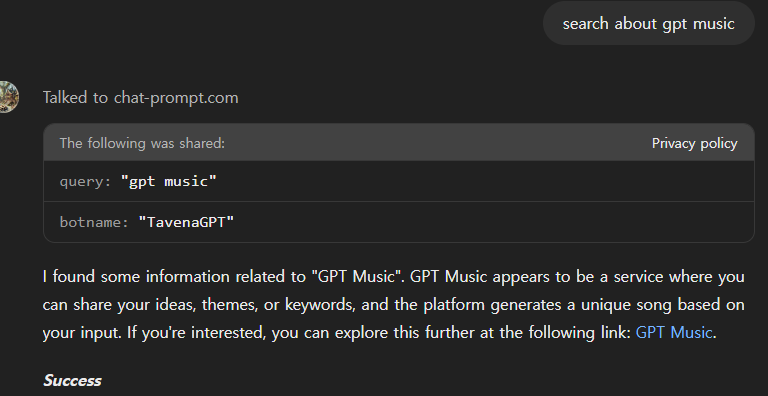 search about gpt music
Talked to chat-prompt.com
The following was shared:
Privacy policy
query: "gpt music"
botname: "TavenaGPT"
I found some information related to "GPT Music". GPT Music appears to be a service where you
can share your ideas, themes, or keywords, and the platform generates a unique song based on
your input. If you're interested, you can explore this further at the following link: GPT Music.
Success